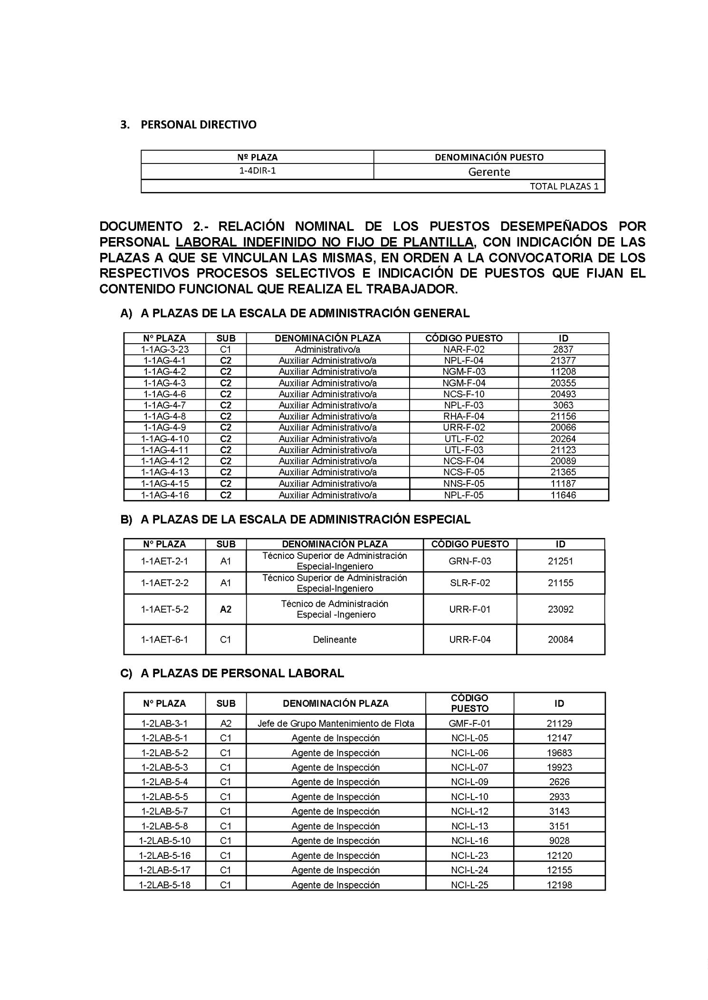 3. PERSONAL DIRECTIVO
Nº PLAZA DENOMINACIÓN PUESTO
1-4DIR-1 Gerente
TOTAL PLAZAS 1
DOCUMENTO 2.- RELACIÓN NOMINAL DE LOS PUESTOS DESEMPEÑADOS POR
PERSONAL LABORAL INDEFINIDO NO FIJO DE PLANTILLA, CON INDICACIÓN DE LAS
PLAZAS A QUE SE VINCULAN LAS MISMAS, EN ORDEN A LA CONVOCATORIA DE LOS
RESPECTIVOS PROCESOS SELECTIVOS E INDICACIÓN DE PUESTOS QUE FIJAN EL
CONTENIDO FUNCIONAL QUE REALIZA EL TRABAJADOR.
A) A PLAZAS DE LA ESCALA DE ADMINISTRACIÓN GENERAL
Nº PLAZA SUB DENOMINACIÓN PLAZA CÓDIGO PUESTO ID
1-1AG-3-23 C1 Administrativo/a NAR-F-02 2837
1-1AG-4-1 C2 Auxiliar Administrativo/a NPL-F-04 21377
1-1AG-4-2 C2 Auxiliar Administrativo/a NGM-F-03 11208
1-1AG-4-3 C2 Auxiliar Administrativo/a NGM-F-04 20355
1-1AG-4-6 C2 Auxiliar Administrativo/a NCS-F-10 20493
1-1AG-4-7 C2 Auxiliar Administrativo/a NPL-F-03 3063
1-1AG-4-8 C2 Auxiliar Administrativo/a RHA-F-04 21156
1-1AG-4-9 C2 Auxiliar Administrativo/a URR-F-02 20066
1-1AG-4-10 C2 Auxiliar Administrativo/a UTL-F-02 20264
1-1AG-4-11 C2 Auxiliar Administrativo/a UTL-F-03 21123
1-1AG-4-12 C2 Auxiliar Administrativo/a NCS-F-04 20089
1-1AG-4-13 C2 Auxiliar Administrativo/a NCS-F-05 21365
1-1AG-4-15 C2 Auxiliar Administrativo/a NNS-F-05 11187
1-1AG-4-16 C2 Auxiliar Administrativo/a NPL-F-05 11646
B) A PLAZAS DE LA ESCALA DE ADMINISTRACIÓN ESPECIAL
Nº PLAZA SUB DENOMINACIÓN PLAZA CÓDIGO PUESTO ID
1-1AET-2-1 A1 Técnico Superior de Administración
Especial-Ingeniero GRN-F-03 21251
1-1AET-2-2 A1 Técnico Superior de Administración
Especial-Ingeniero SLR-F-02 21155
1-1AET-5-2 A2 Técnico de Administración
Especial -Ingeniero URR-F-01 23092
1-1AET-6-1 C1 Delineante URR-F-04 20084
C) A PLAZAS DE PERSONAL LABORAL
Nº PLAZA SUB DENOMINACIÓN PLAZA CÓDIGO
PUESTO ID
1-2LAB-3-1 A2 Jefe de Grupo Mantenimiento de Flota GMF-F-01 21129
1-2LAB-5-1 C1 Agente de Inspección NCI-L-05 12147
1-2LAB-5-2 C1 Agente de Inspección NCI-L-06 19683
1-2LAB-5-3 C1 Agente de Inspección NCI-L-07 19923
1-2LAB-5-4 C1 Agente de Inspección NCI-L-09 2626
1-2LAB-5-5 C1 Agente de Inspección NCI-L-10 2933
1-2LAB-5-7 C1 Agente de Inspección NCI-L-12 3143
1-2LAB-5-8 C1 Agente de Inspección NCI-L-13 3151
1-2LAB-5-10 C1 Agente de Inspección NCI-L-16 9028
1-2LAB-5-16 C1 Agente de Inspección NCI-L-23 12120
1-2LAB-5-17 C1 Agente de Inspección NCI-L-24 12155
1-2LAB-5-18 C1 Agente de Inspección NCI-L-25 12198